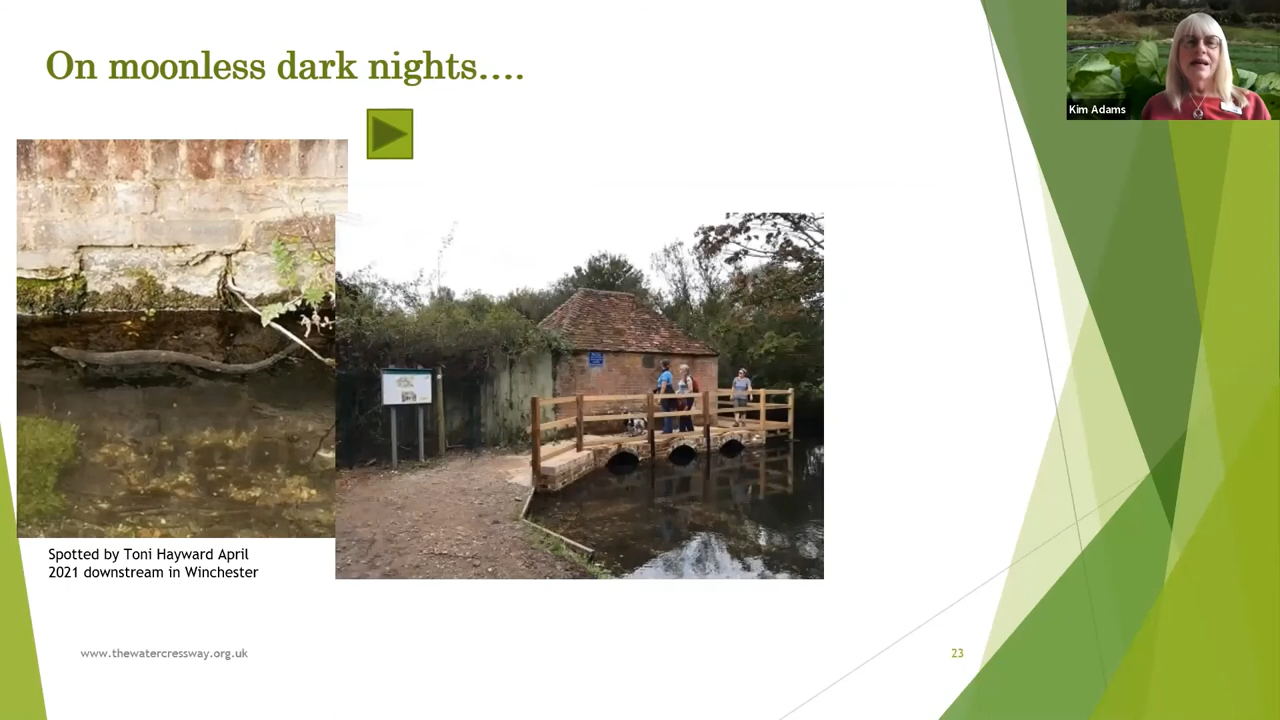 On moonless dark nights....
Kim Adams
Spotted by Toni Hayward April
2021 downstream in Winchester
www.thewatercressway.org.uk
23